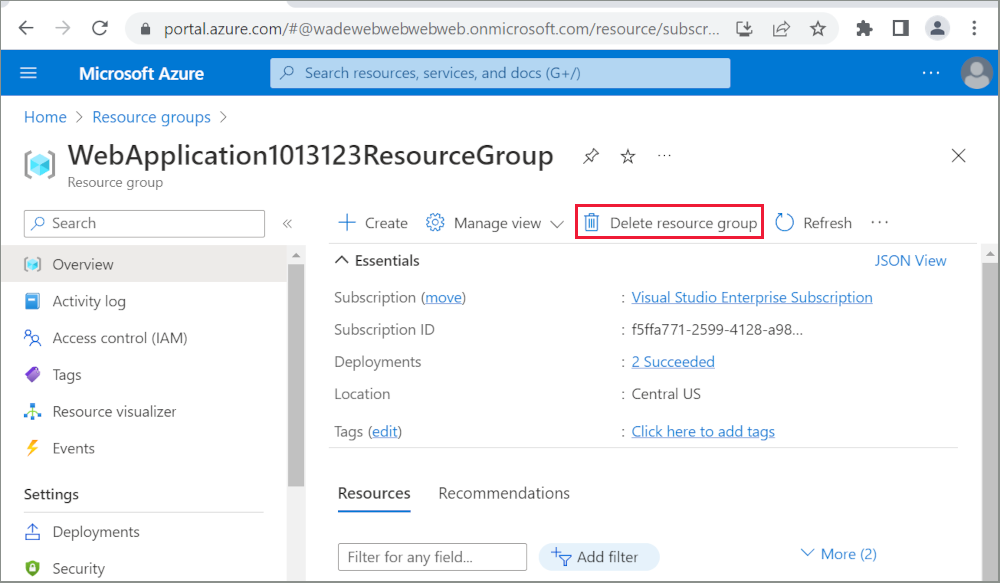 portal.azure.com/#@wadewebwebwebweb.onmicrosoft.com/resource/subscr...
Microsoft Azure
Search resources, services, and docs (G+/)
...
Home > Resource groups >
WebApplication1013123ResourceGroup
...
Resource group
Search
«
Create
Manage view
Delete resource group
Refresh
...
Overview
Activity log
Access control (IAM)
Tags
Resource visualizer
Events
Settings
Deployments
Security
Essentials
JSON View
Subscription (move) : Visual Studio Enterprise Subscription
Subscription ID : f5ffa771-2599-4128-a98...
Deployments : 2 Succeeded
Location : Central US
Tags (edit) : Click here to add tags
Resources
Recommendations
Filter for any field...
Add filter
More (2)